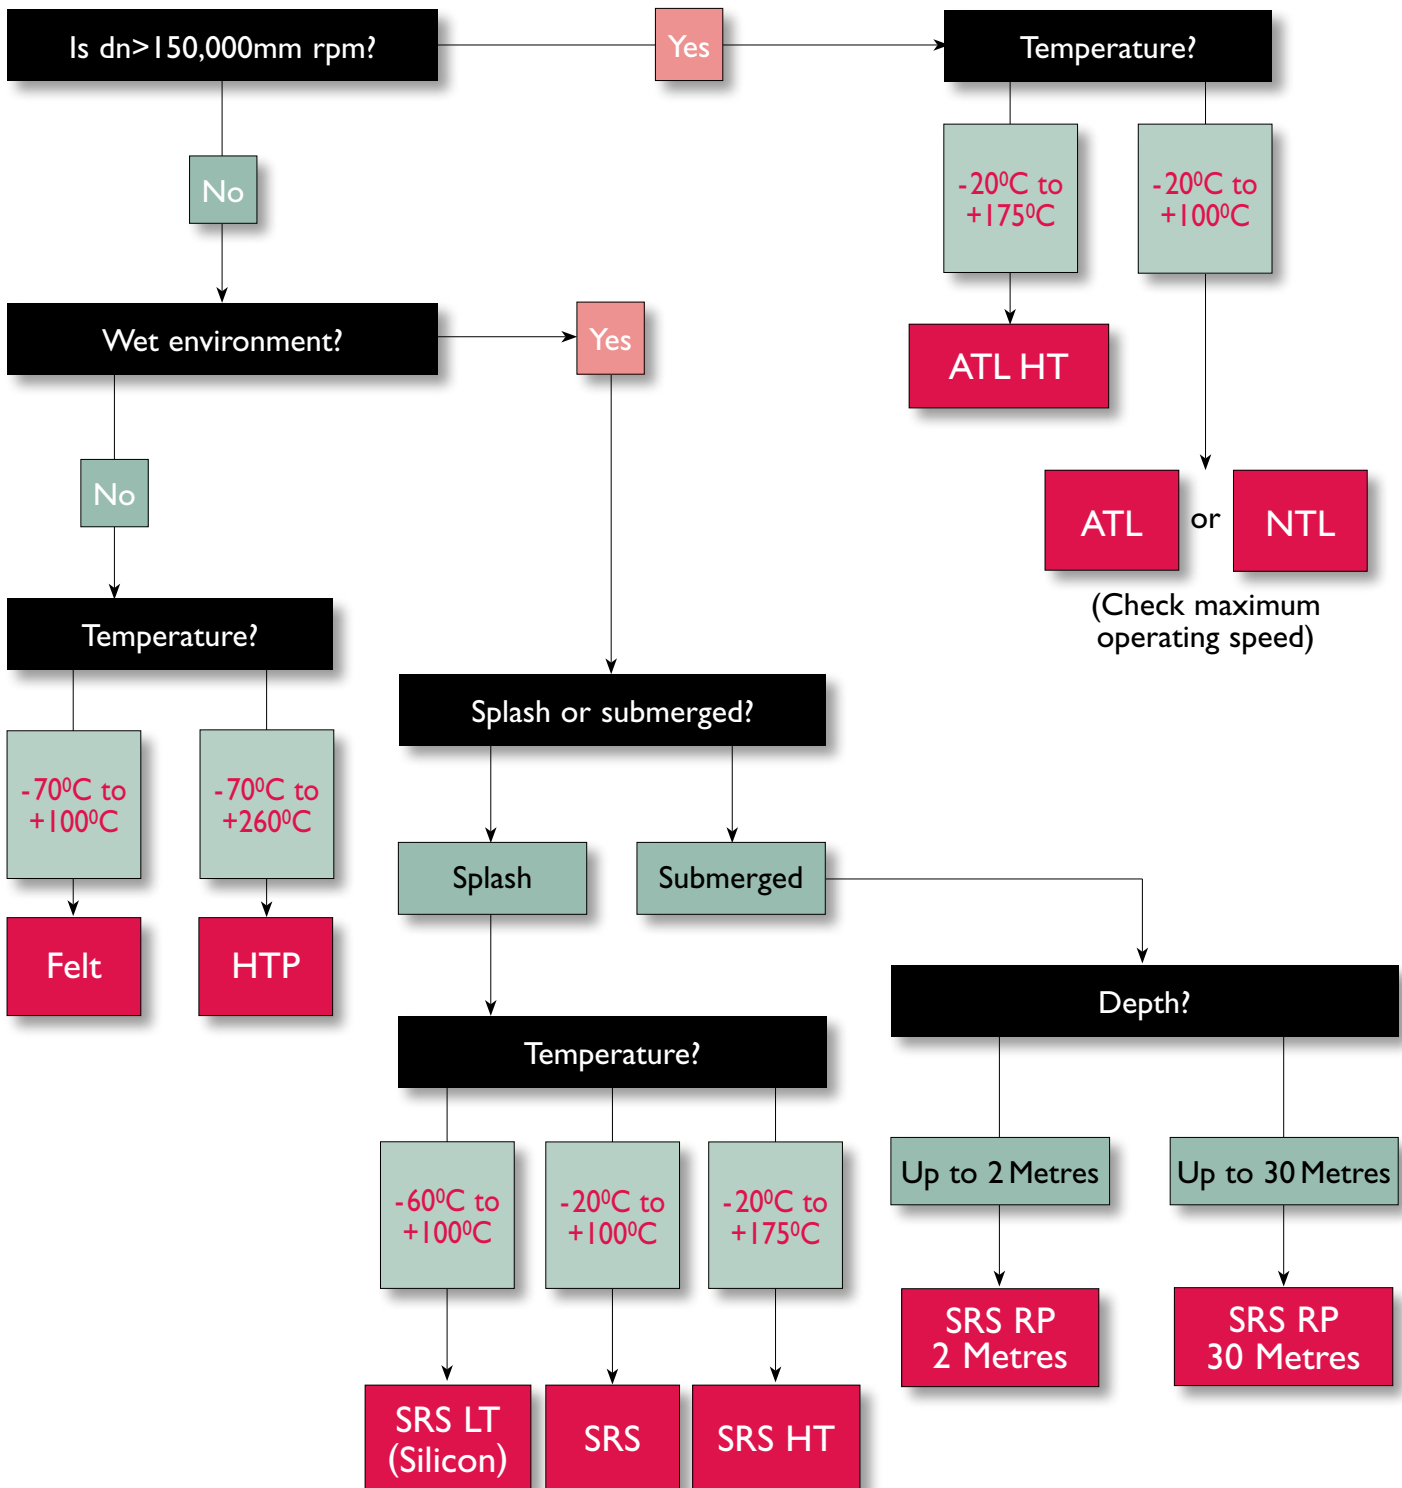 Is dn>150,000mm rpm?
Yes
Temperature?
-20⁰C to
+175⁰C
-20⁰C to
+100⁰C
No
ATL HT
Wet environment?
Yes
ATL
or
NTL
(Check maximum
operating speed)
No
Temperature?
-70⁰C to
+100⁰C
-70⁰C to
+260⁰C
Felt
HTP
Splash or submerged?
Splash
Submerged
Temperature?
-60⁰C to
+100⁰C
-20⁰C to
+100⁰C
-20⁰C to
+175⁰C
SRS LT
(Silicon)
SRS
SRS HT
Depth?
Up to 2 Metres
Up to 30 Metres
SRS RP
2 Metres
SRS RP
30 Metres